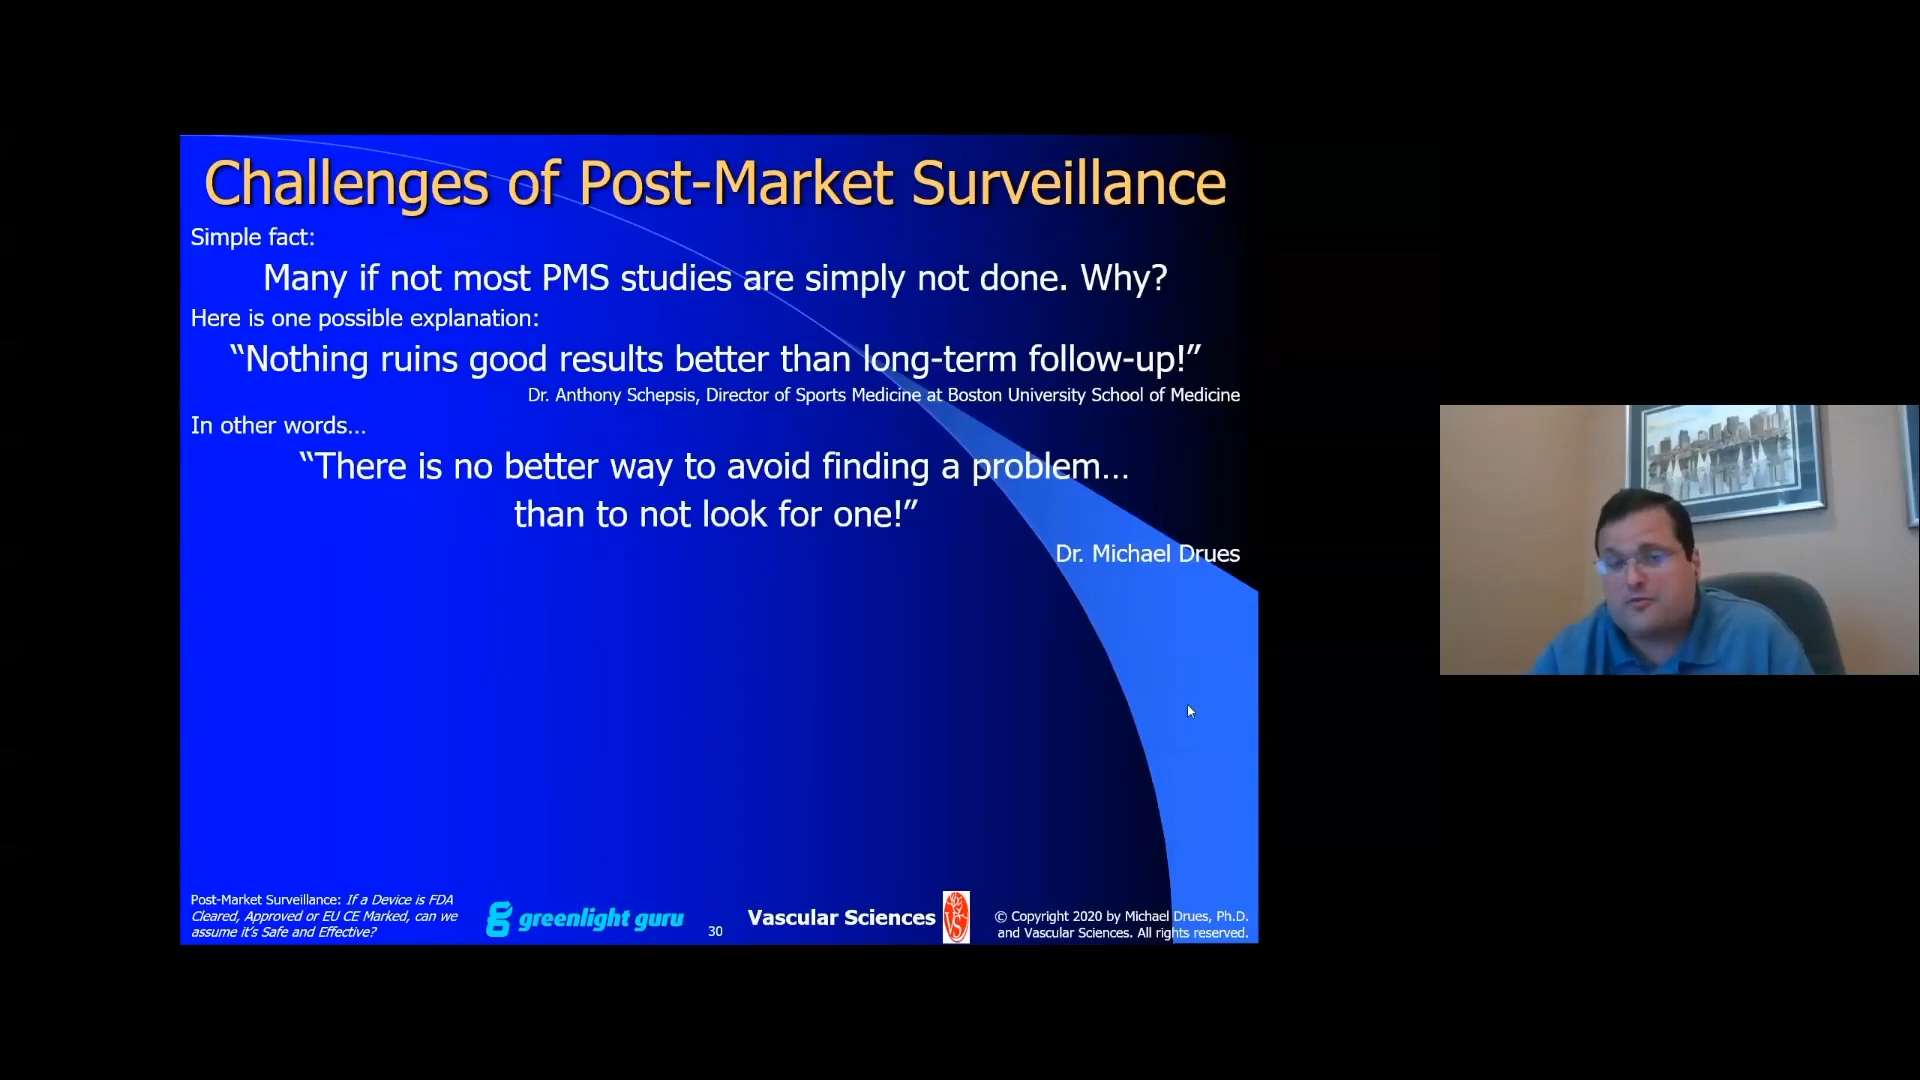 Challenges of Post-Market Surveillance
Simple fact:
Many if not most PMS studies are simply not done. Why?
Here is one possible explanation:
“Nothing ruins good results better than long-term follow-up!”
Dr. Anthony Schepsis, Director of Sports Medicine at Boston University School of Medicine
In other words...
“There is no better way to avoid finding a problem...
than to not look for one!”
Dr. Michael Drues
Post-Market Surveillance: If a Device is FDA
Cleared, Approved or EU CE Marked, can we
assume it’s Safe and Effective?
greenlight guru
30
Vascular Sciences
VS
© Copyright 2020 by Michael Drues, Ph.D.
and Vascular Sciences. All rights reserved.